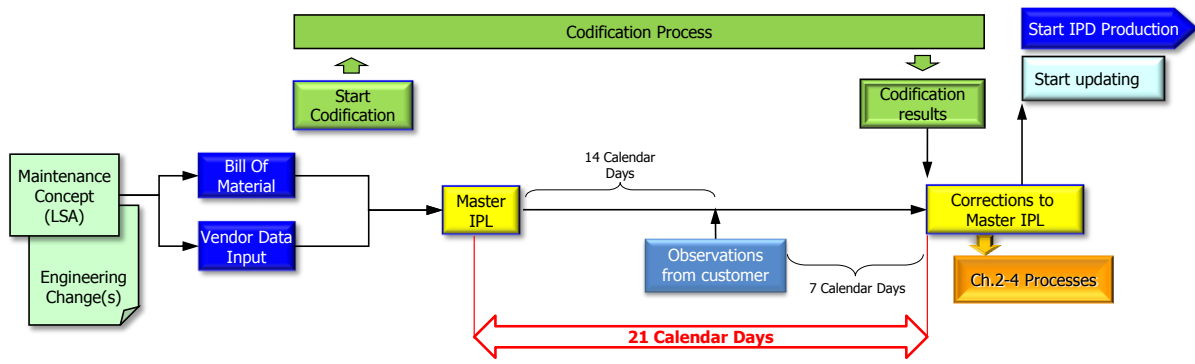 Codification Process
Start IPD Production
Start updating
Start
Codification
Codification
results
14 Calendar
Days
Maintenance
Concept
(LSA)
Bill Of
Material
Master
IPL
Corrections to
Master IPL
Vendor Data
Input
Observations
from customer
Engineering
Change(s)
7 Calendar Days
Ch.2-4 Processes
21 Calendar Days